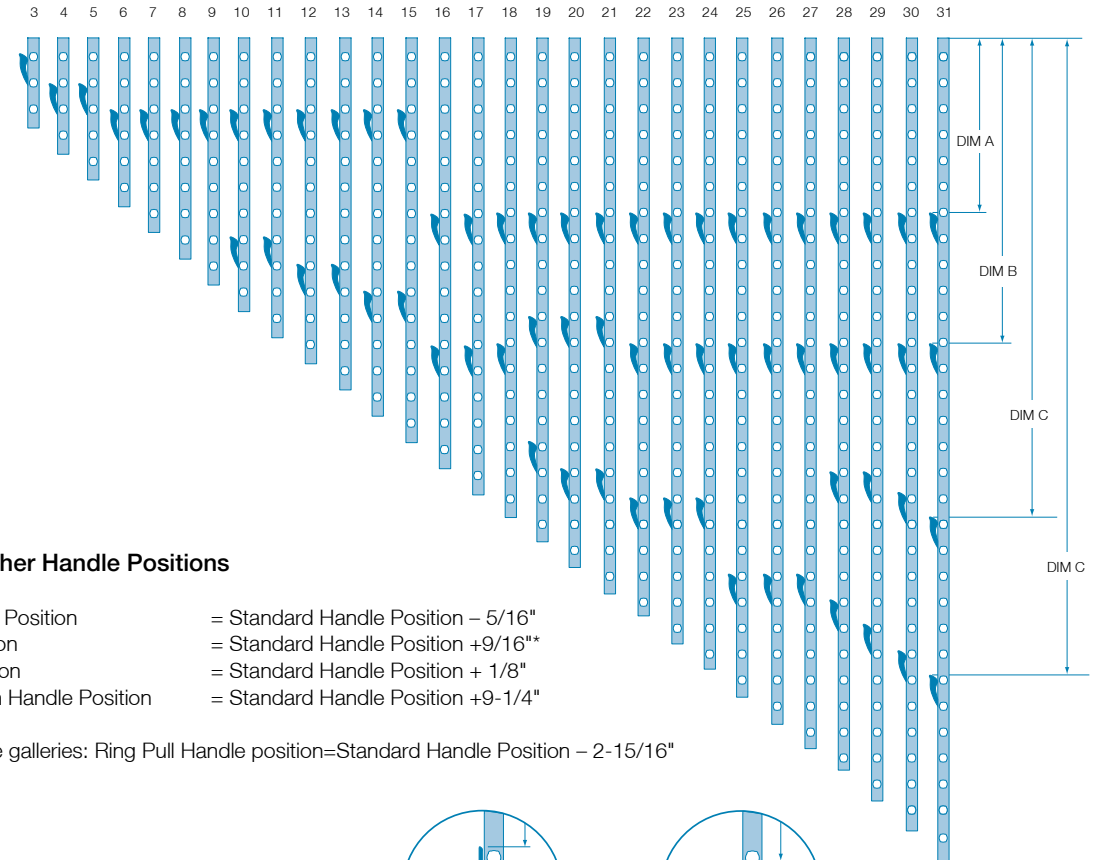 3 4 5 6 7 8 9 10 11 12 13 14 15 16 17 18 19 20 21 22 23 24 25 26 27 28 29 30 31
DIM A
DIM B
DIM C
DIM C
her Handle Positions
Position = Standard Handle Position – 5/16"
on = Standard Handle Position +9/16"*
on = Standard Handle Position + 1/8"
Handle Position = Standard Handle Position +9-1/4"
galleries: Ring Pull Handle position=Standard Handle Position – 2-15/16"